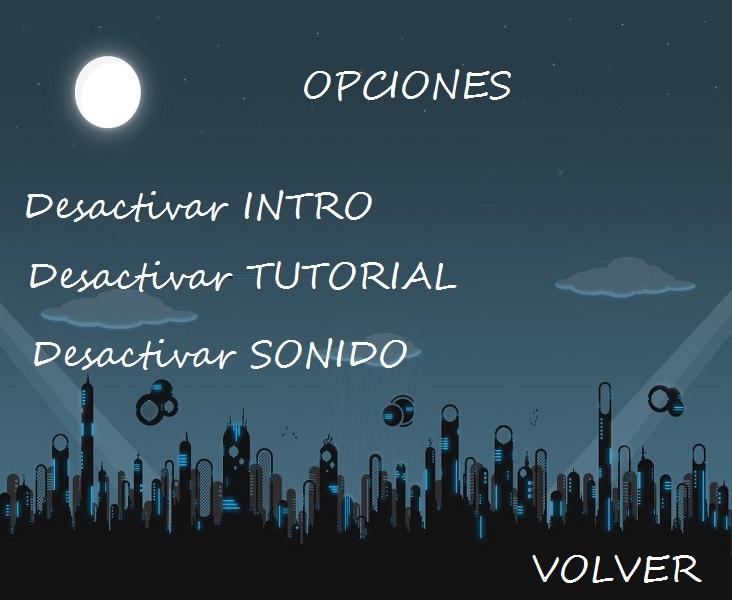 OPCIONES
Desactivar INTRO
Desactivar TUTORIAL
Desactivar SONIDO
VOLVER